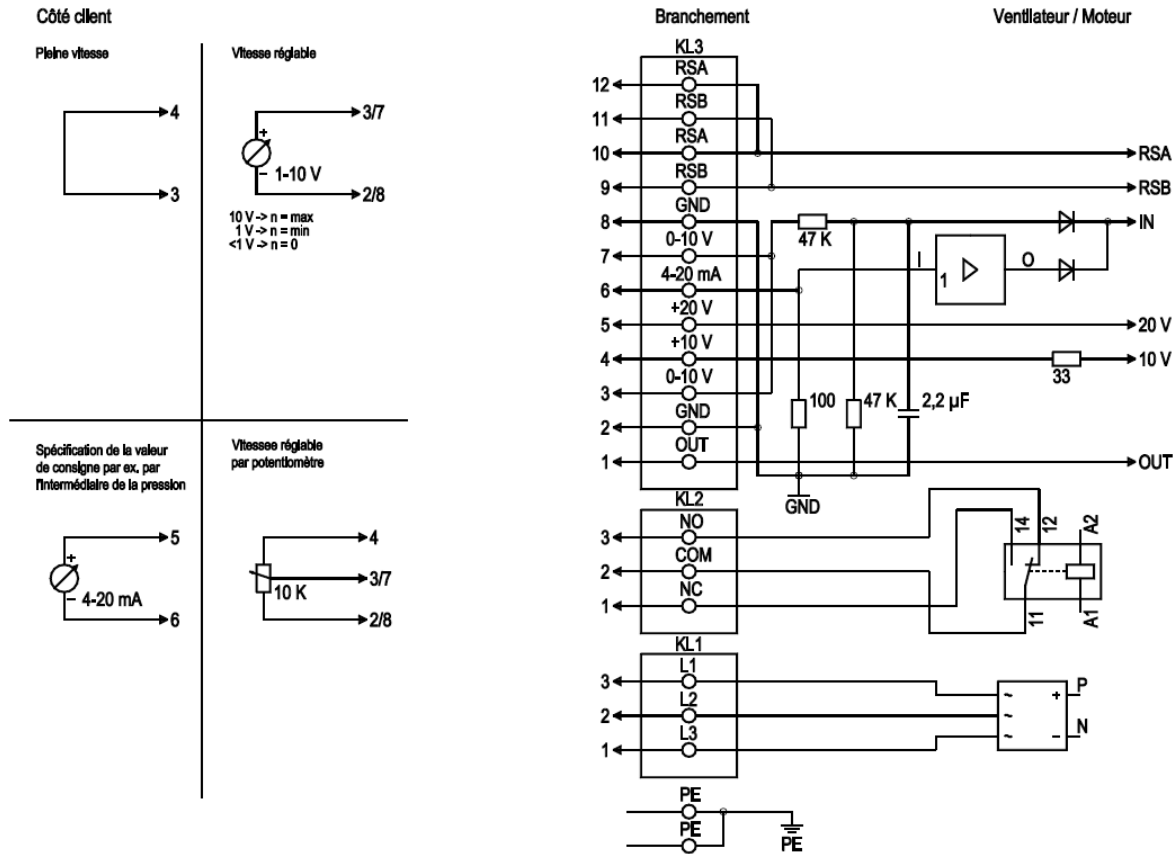 Côté client
Pleine vitesse
4
3
Vitesse réglable
+
3/7
1-10 V
−
2/8
10 V -> n = max
1 V -> n = min
<1 V -> n = 0
Spécification de la valeur
de consigne par ex. par
l'intermédiaire de la pression
+
5
4-20 mA
−
6
Vitessee réglable
par potentiomètre
4
3/7
10 K
2/8
Branchement
Ventilateur / Moteur
KL3
RSA
12
RSB
11
RSA
10
RSA
RSB
9
RSB
GND
8
IN
0-10 V
47 K
7
4-20 mA
I
O
1
6
+20 V
5
20 V
+10 V
4
10 V
33
0-10 V
3
100
47 K
2,2 µF
GND
2
OUT
1
OUT
GND
KL2
NO
3
14
12
A2
COM
2
NC
1
11
A1
KL1
L1
3
~
+
P
L2
2
~
L3
1
~
−
N
PE
PE
PE